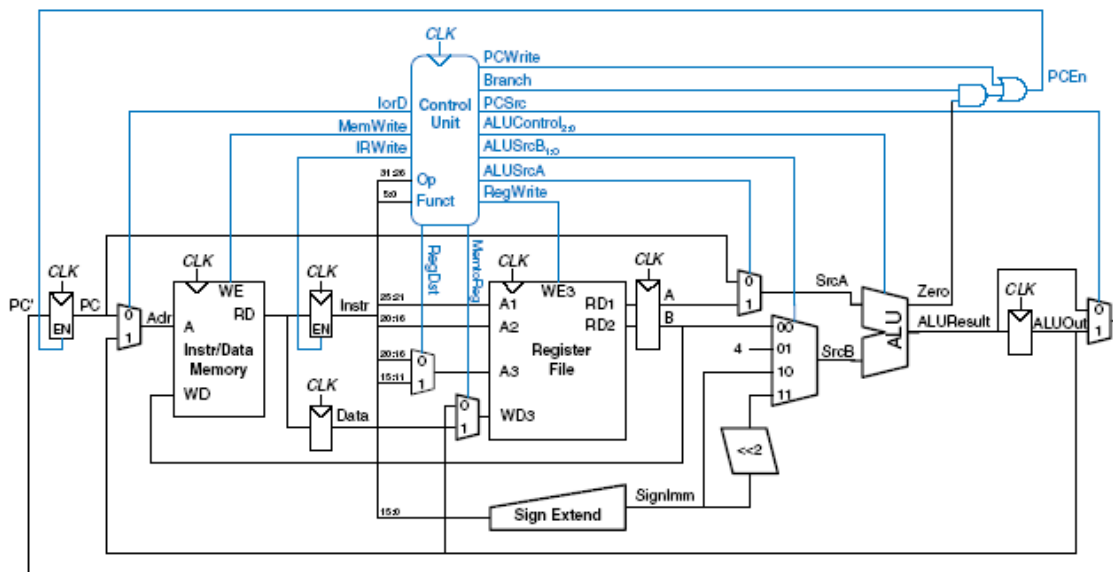 CLK
PCWrite
Branch
PCEn
IorD
Control
Unit
PCSrc
MemWrite
ALUControl2:0
IRWrite
ALUSrcB1:0
31:26
Op
ALUSrcA
5:0
Funct
RegWrite
RegDst
MemtoReg
CLK
CLK
CLK
CLK
CLK
CLK
PC'
PC
EN
0
1
Adr
WE
A
RD
Instr/Data
Memory
WD
EN
Instr
25:21
20:16
20:16
15:11
0
1
A1
A2
A3
WD3
WE3
RD1
RD2
Register
File
A
B
0
1
SrcA
Zero
ALU
ALUResult
ALUOut
0
1
4
00
01
10
11
SrcB
CLK
Data
0
1
<<2
SignImm
15:0
Sign Extend